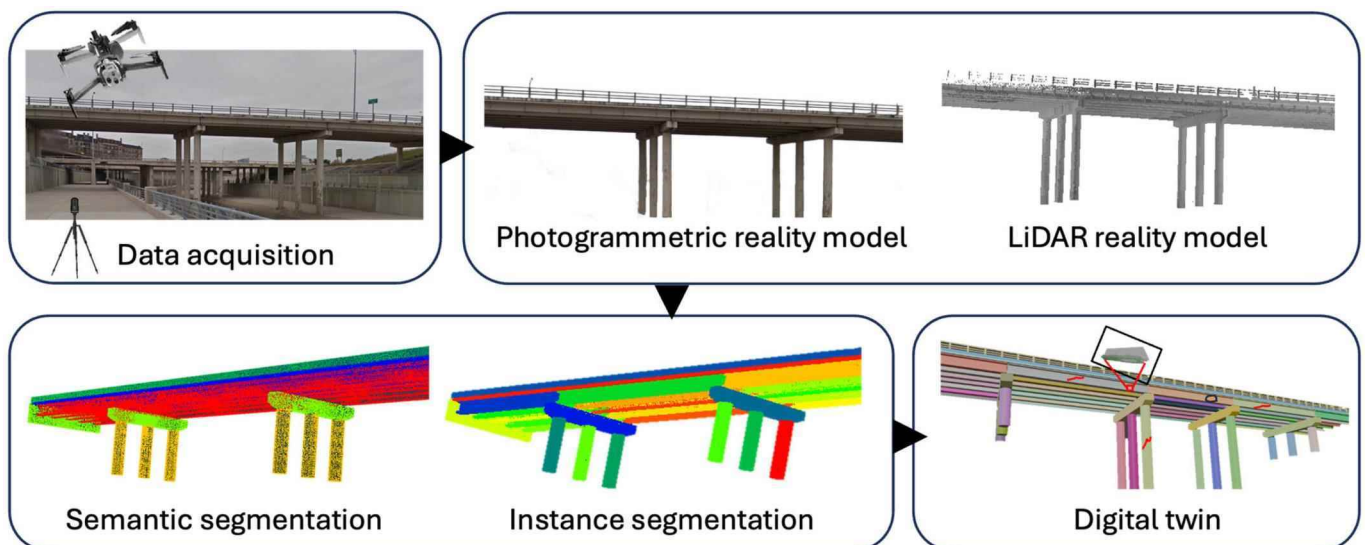 Data acquisition
Photogrammetric reality model
LiDAR reality model
Semantic segmentation
Instance segmentation
Digital twin